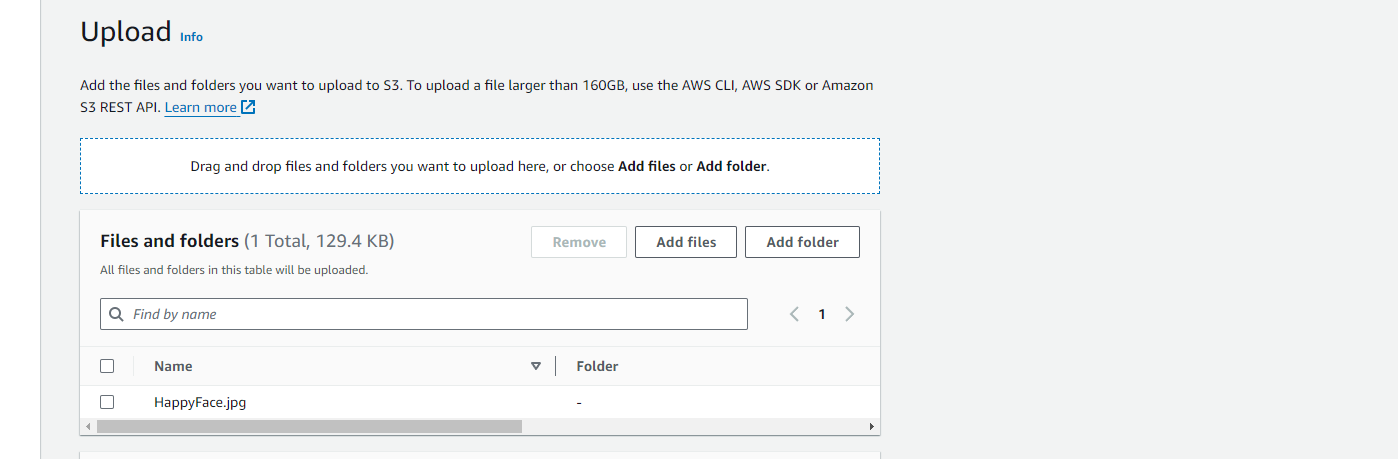 Upload Info
Add the files and folders you want to upload to S3. To upload a file larger than 160GB, use the AWS CLI, AWS SDK or Amazon
S3 REST API. Learn more
Drag and drop files and folders you want to upload here, or choose Add files or Add folder.
Files and folders (1 Total, 129.4 KB)
Remove
Add files
Add folder
All files and folders in this table will be uploaded.
Find by name
1
Name
Folder
HappyFace.jpg
-